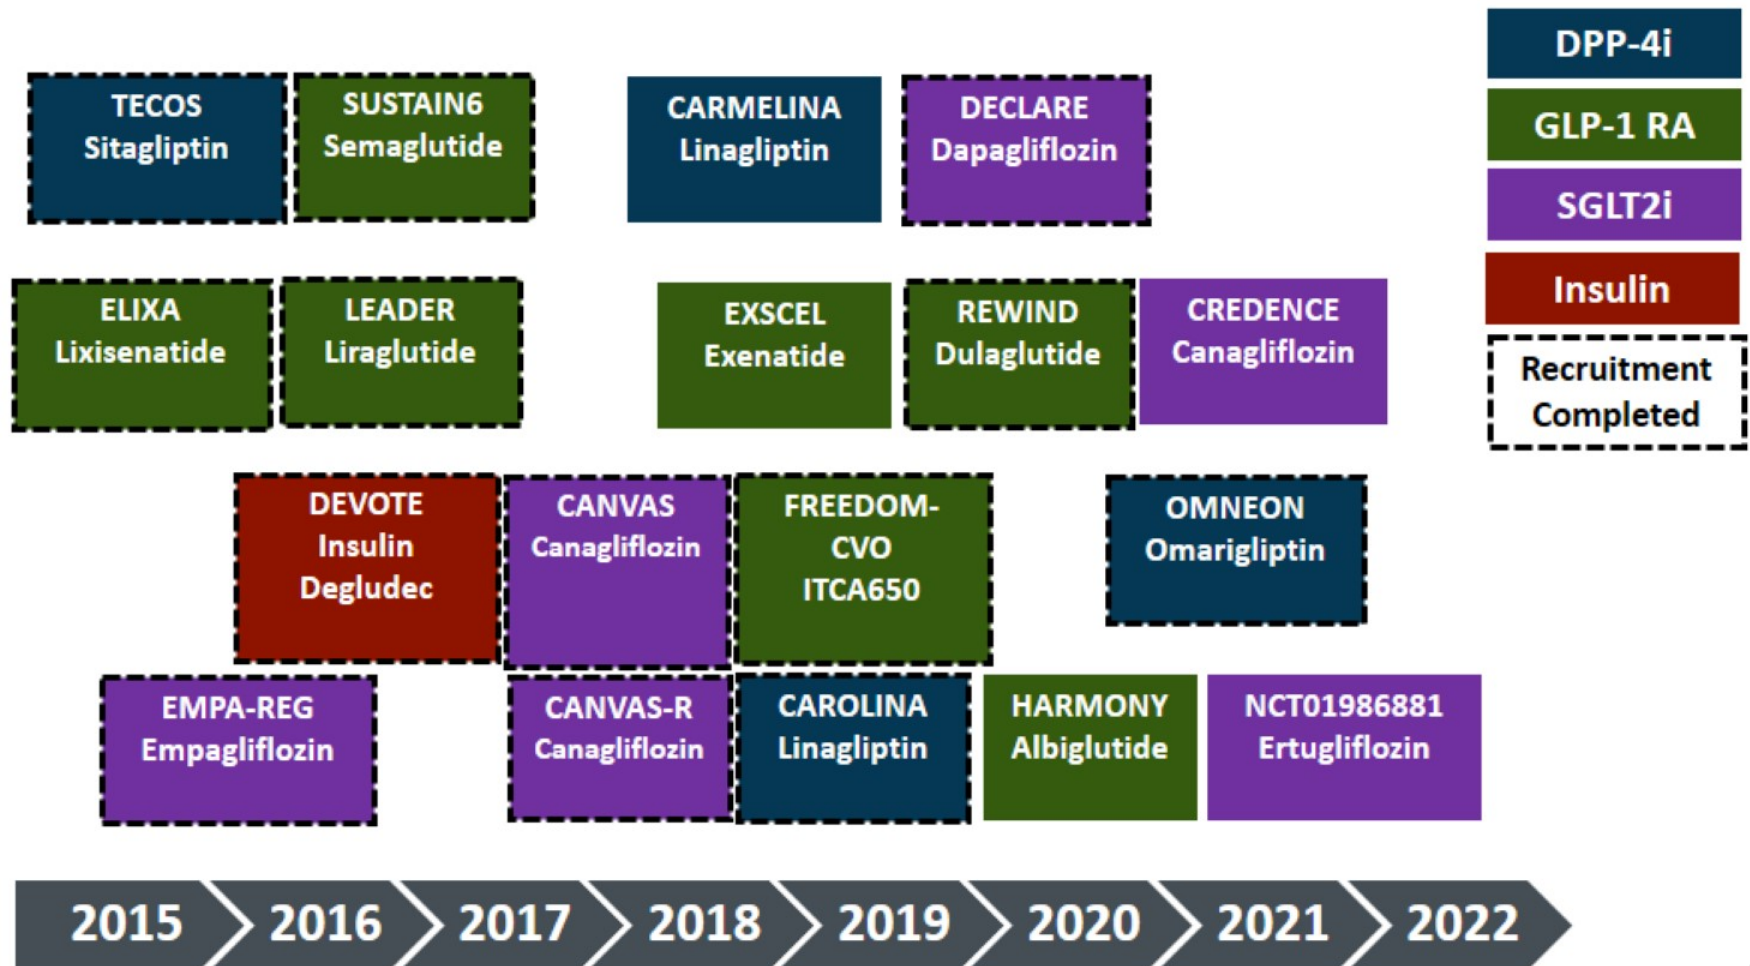 TECOS
Sitagliptin
SUSTAIN6
Semaglutide
CARMELINA
Linagliptin
DECLARE
Dapagliflozin
DPP-4i
GLP-1 RA
SGLT2i
Insulin
Recruitment
Completed
ELIXA
Lixisenatide
LEADER
Liraglutide
EXSCEL
Exenatide
REWIND
Dulaglutide
CREDENCE
Canagliflozin
DEVOTE
Insulin
Degludec
CANVAS
Canagliflozin
FREEDOM-
CVO
ITCA650
OMNEON
Omarigliptin
EMPA-REG
Empagliflozin
CANVAS-R
Canagliflozin
CAROLINA
Linagliptin
HARMONY
Albiglutide
NCT01986881
Ertugliflozin
2015
2016
2017
2018
2019
2020
2021
2022